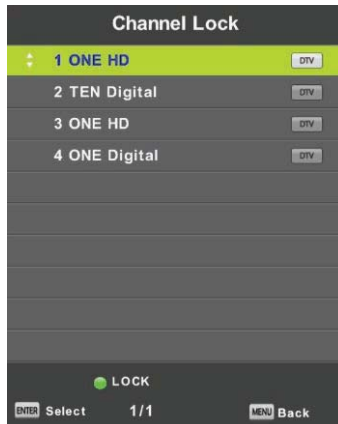 Channel Lock
1 ONE HD DTV
2 TEN Digital DTV
3 ONE HD DTV
4 ONE Digital DTV
LOCK
ENTER Select 1/1 MENU Back